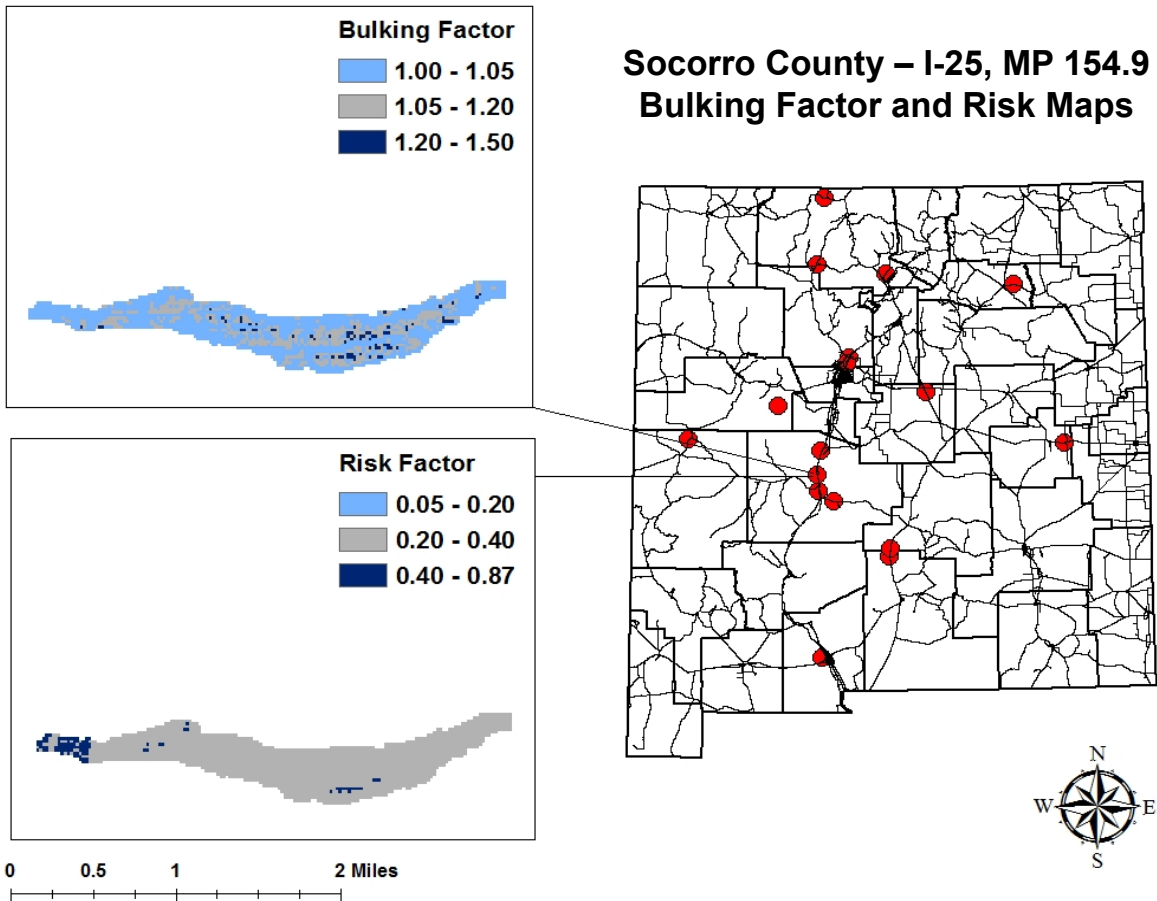 Socorro County – I-25, MP 154.9
Bulking Factor and Risk Maps
Bulking Factor
1.00 - 1.05
1.05 - 1.20
1.20 - 1.50
Risk Factor
0.05 - 0.20
0.20 - 0.40
0.40 - 0.87
0 0.5 1 2 Miles
N
W E
S